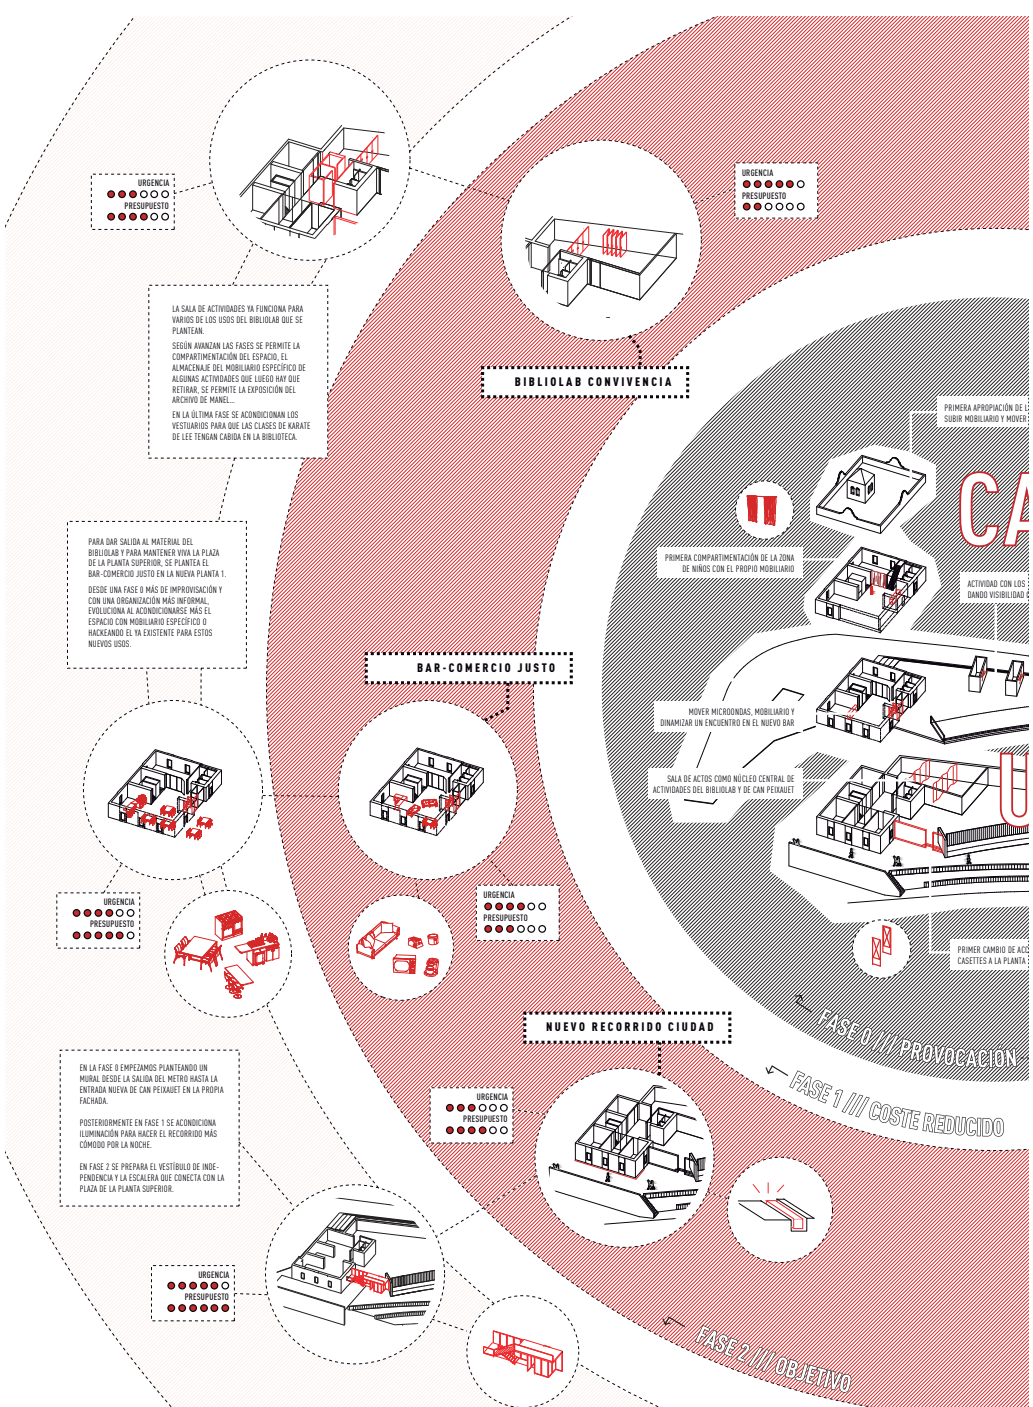 URGENCIA
PRESUPUESTO
URGENCIA
PRESUPUESTO
LA SALA DE ACTIVIDADES YA FUNCIONA PARA
VARIOS DE LOS USOS DEL BIBLIOLAB QUE SE
PLANTEAN.
SEGÚN AVANZAN LAS FASES SE PERMITE LA
COMPARTIMENTACIÓN DEL ESPACIO, EL
ALMACENAJE DEL MOBILIARIO ESPECÍFICO DE
ALGUNAS ACTIVIDADES QUE LUEGO HAY QUE
RETIRAR, SE PERMITE LA EXPOSICIÓN DEL
ARCHIVO DE MANEL...
EN LA ÚLTIMA FASE SE ACONDICIONAN LOS
VESTUARIOS PARA QUE LAS CLASES DE KARATE
DE LEE TENGAN CABIDA EN LA BIBLIOTECA.
BIBLIOLAB CONVIVENCIA
PRIMERA APROPIACIÓN DE L
SUBIR MOBILIARIO Y MOVER
CA
PARA DAR SALIDA AL MATERIAL DEL
BIBLIOLAB Y PARA MANTENER VIVA LA PLAZA
DE LA PLANTA SUPERIOR, SE PLANTEA EL
BAR-COMERCIO JUSTO EN LA NUEVA PLANTA 1.
DESDE UNA FASE 0 MÁS DE IMPROVISACIÓN Y
CON UNA ORGANIZACIÓN MÁS INFORMAL,
EVOLUCIONA AL ACONDICIONARSE MÁS EL
ESPACIO CON MOBILIARIO ESPECÍFICO O
HACKEANDO EL YA EXISTENTE PARA ESTOS
NUEVOS USOS.
PRIMERA COMPARTIMENTACIÓN DE LA ZONA
DE NIÑOS CON EL PROPIO MOBILIARIO
ACTIVIDAD CON LOS
DANDO VISIBILIDAD
BAR-COMERCIO JUSTO
MOVER MICROONDAS, MOBILIARIO Y
DINAMIZAR UN ENCUENTRO EN EL NUEVO BAR
SALA DE ACTOS COMO NÚCLEO CENTRAL DE
ACTIVIDADES DEL BIBLIOLAB Y DE CAN PEIXAUET
U
URGENCIA
PRESUPUESTO
URGENCIA
PRESUPUESTO
PRIMER CAMBIO DE ACC
CASETTES A LA PLANTA
NUEVO RECORRIDO CIUDAD
FASE 0 /// PROVOCACIÓN
FASE 1 /// COSTE REDUCIDO
EN LA FASE 0 EMPEZAMOS PLANTEANDO UN
MURAL DESDE LA SALIDA DEL METRO HASTA LA
ENTRADA NUEVA DE CAN PEIXAUET EN LA PROPIA
FACHADA.
POSTERIORMENTE EN FASE 1 SE ACONDICIONA
ILUMINACIÓN PARA HACER EL RECORRIDO MÁS
CÓMODO POR LA NOCHE.
EN FASE 2 SE PREPARA EL VESTÍBULO DE INDE-
PENDENCIA Y LA ESCALERA QUE CONECTA CON LA
PLAZA DE LA PLANTA SUPERIOR.
URGENCIA
PRESUPUESTO
URGENCIA
PRESUPUESTO
FASE 2 /// OBJETIVO